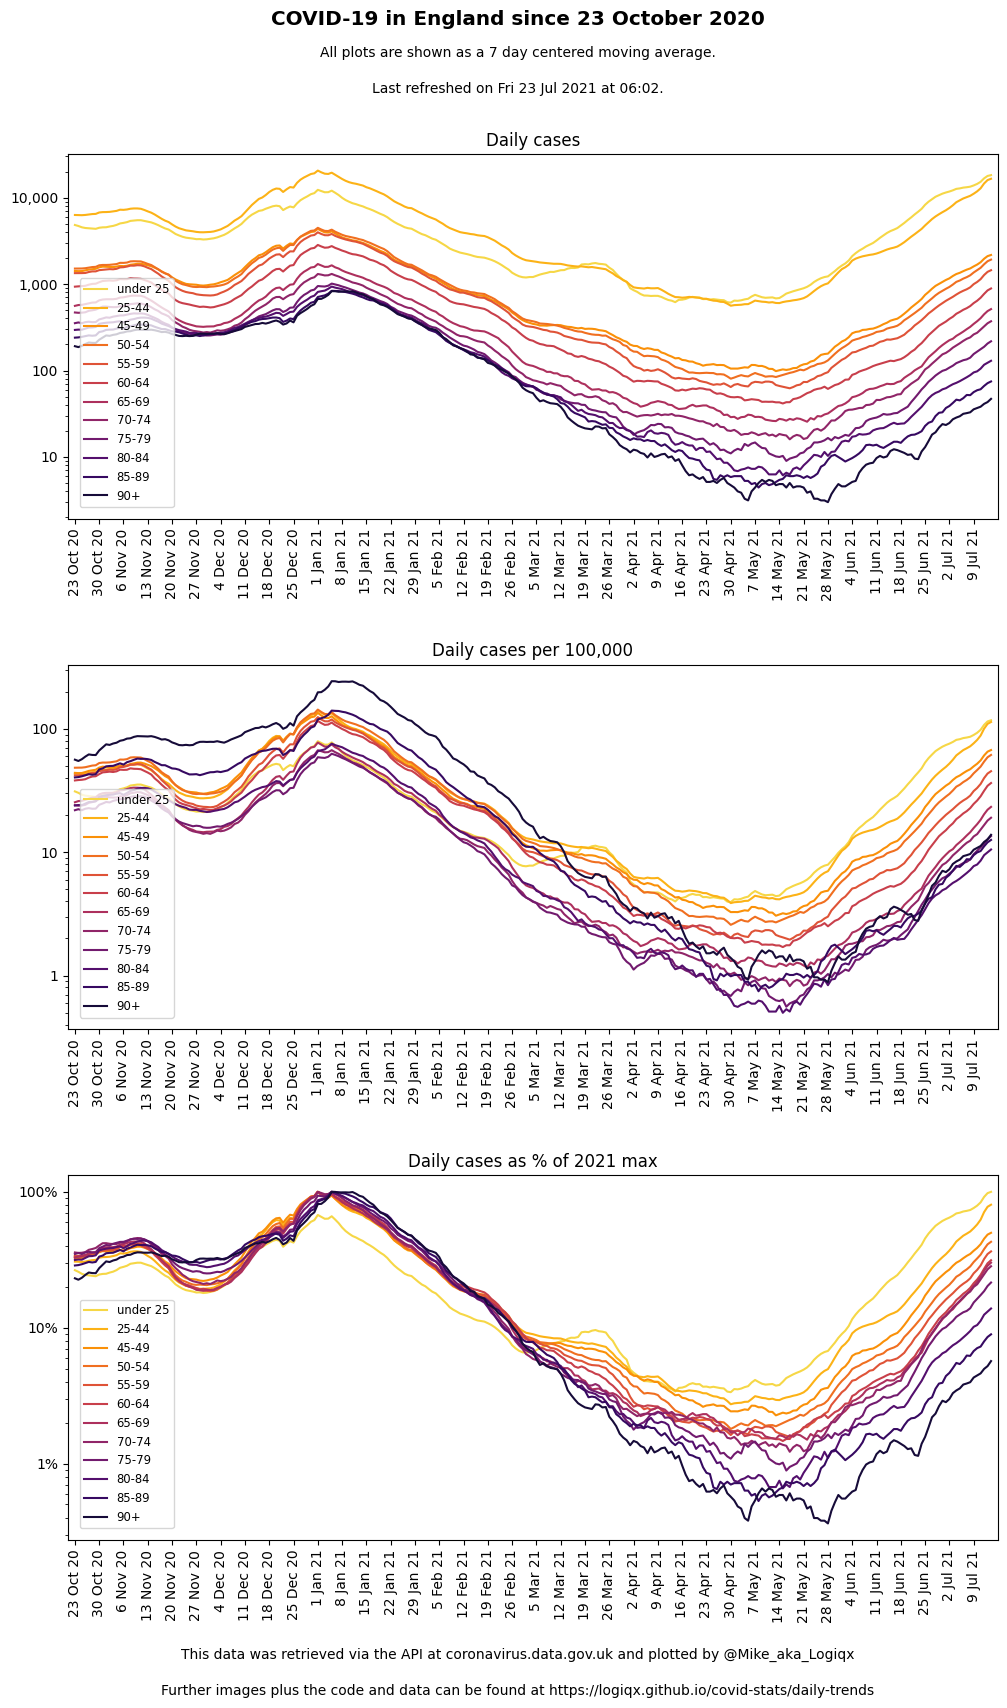 COVID-19 in England since 23 October 2020
All plots are shown as a 7 day centered moving average.
Last refreshed on Fri 23 Jul 2021 at 06:02.
Daily cases
10,000
1,000
100
10
under 25
25-44
45-49
50-54
55-59
60-64
65-69
70-74
75-79
80-84
85-89
90+
23 Oct 20
30 Oct 20
6 Nov 20
13 Nov 20
20 Nov 20
27 Nov 20
4 Dec 20
11 Dec 20
18 Dec 20
25 Dec 20
1 Jan 21
8 Jan 21
15 Jan 21
22 Jan 21
29 Jan 21
5 Feb 21
12 Feb 21
19 Feb 21
26 Feb 21
5 Mar 21
12 Mar 21
19 Mar 21
26 Mar 21
2 Apr 21
9 Apr 21
16 Apr 21
23 Apr 21
30 Apr 21
7 May 21
14 May 21
21 May 21
28 May 21
4 Jun 21
11 Jun 21
18 Jun 21
25 Jun 21
2 Jul 21
9 Jul 21
Daily cases per 100,000
100
10
1
under 25
25-44
45-49
50-54
55-59
60-64
65-69
70-74
75-79
80-84
85-89
90+
23 Oct 20
30 Oct 20
6 Nov 20
13 Nov 20
20 Nov 20
27 Nov 20
4 Dec 20
11 Dec 20
18 Dec 20
25 Dec 20
1 Jan 21
8 Jan 21
15 Jan 21
22 Jan 21
29 Jan 21
5 Feb 21
12 Feb 21
19 Feb 21
26 Feb 21
5 Mar 21
12 Mar 21
19 Mar 21
26 Mar 21
2 Apr 21
9 Apr 21
16 Apr 21
23 Apr 21
30 Apr 21
7 May 21
14 May 21
21 May 21
28 May 21
4 Jun 21
11 Jun 21
18 Jun 21
25 Jun 21
2 Jul 21
9 Jul 21
Daily cases as % of 2021 max
100%
10%
1%
under 25
25-44
45-49
50-54
55-59
60-64
65-69
70-74
75-79
80-84
85-89
90+
23 Oct 20
30 Oct 20
6 Nov 20
13 Nov 20
20 Nov 20
27 Nov 20
4 Dec 20
11 Dec 20
18 Dec 20
25 Dec 20
1 Jan 21
8 Jan 21
15 Jan 21
22 Jan 21
29 Jan 21
5 Feb 21
12 Feb 21
19 Feb 21
26 Feb 21
5 Mar 21
12 Mar 21
19 Mar 21
26 Mar 21
2 Apr 21
9 Apr 21
16 Apr 21
23 Apr 21
30 Apr 21
7 May 21
14 May 21
21 May 21
28 May 21
4 Jun 21
11 Jun 21
18 Jun 21
25 Jun 21
2 Jul 21
9 Jul 21
This data was retrieved via the API at coronavirus.data.gov.uk and plotted by @Mike_aka_Logiqx
Further images plus the code and data can be found at https://logiqx.github.io/covid-stats/daily-trends